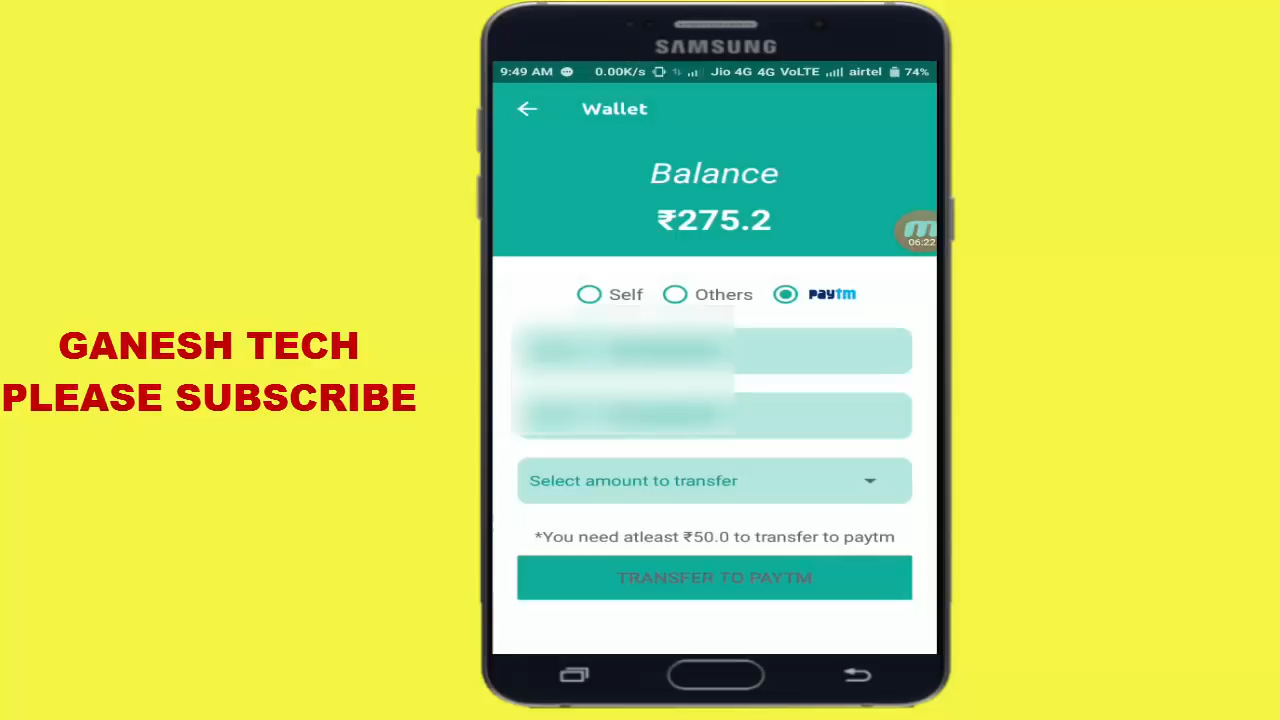 GANESH TECH
PLEASE SUBSCRIBE
SAMSUNG
9:49 AM 0.00K/s Jio 4G 4G VoLTE airtel 74%
Wallet
Balance
₹275.2
06:22
Self Others paytm
Select amount to transfer
*You need atleast ₹50.0 to transfer to paytm
TRANSFER TO PAYTM